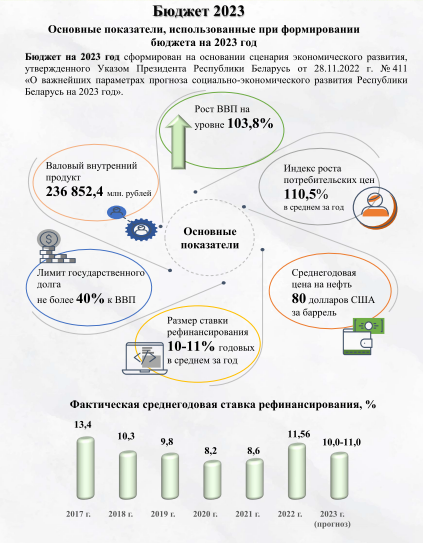 Бюджет 2023
Основные показатели, использованные при формировании
бюджета на 2023 год
Бюджет на 2023 год сформирован на основании сценария экономического развития,
утвержденного Указом Президента Республики Беларусь от 28.11.2022 г. № 411
«О важнейших параметрах прогноза социально-экономического развития Республики
Беларусь на 2023 год».
Рост ВВП на
уровне 103,8%
Валовый внутренний
продукт
236 852,4 млн. рублей
Индекс роста
потребительских цен
110,5%
в среднем за год
Основные
показатели
Лимит государственного
долга
не более 40% к ВВП
Среднегодовая
цена на нефть
80 долларов США
за баррель
Размер ставки
рефинансирования
10-11% годовых
в среднем за год
Фактическая среднегодовая ставка рефинансирования, %
13,4
10,3
9,8
8,2
8,6
11,56
10,0-11,0
2017 г.
2018 г.
2019 г.
2020 г.
2021 г.
2022 г.
2023 г.
(прогноз)